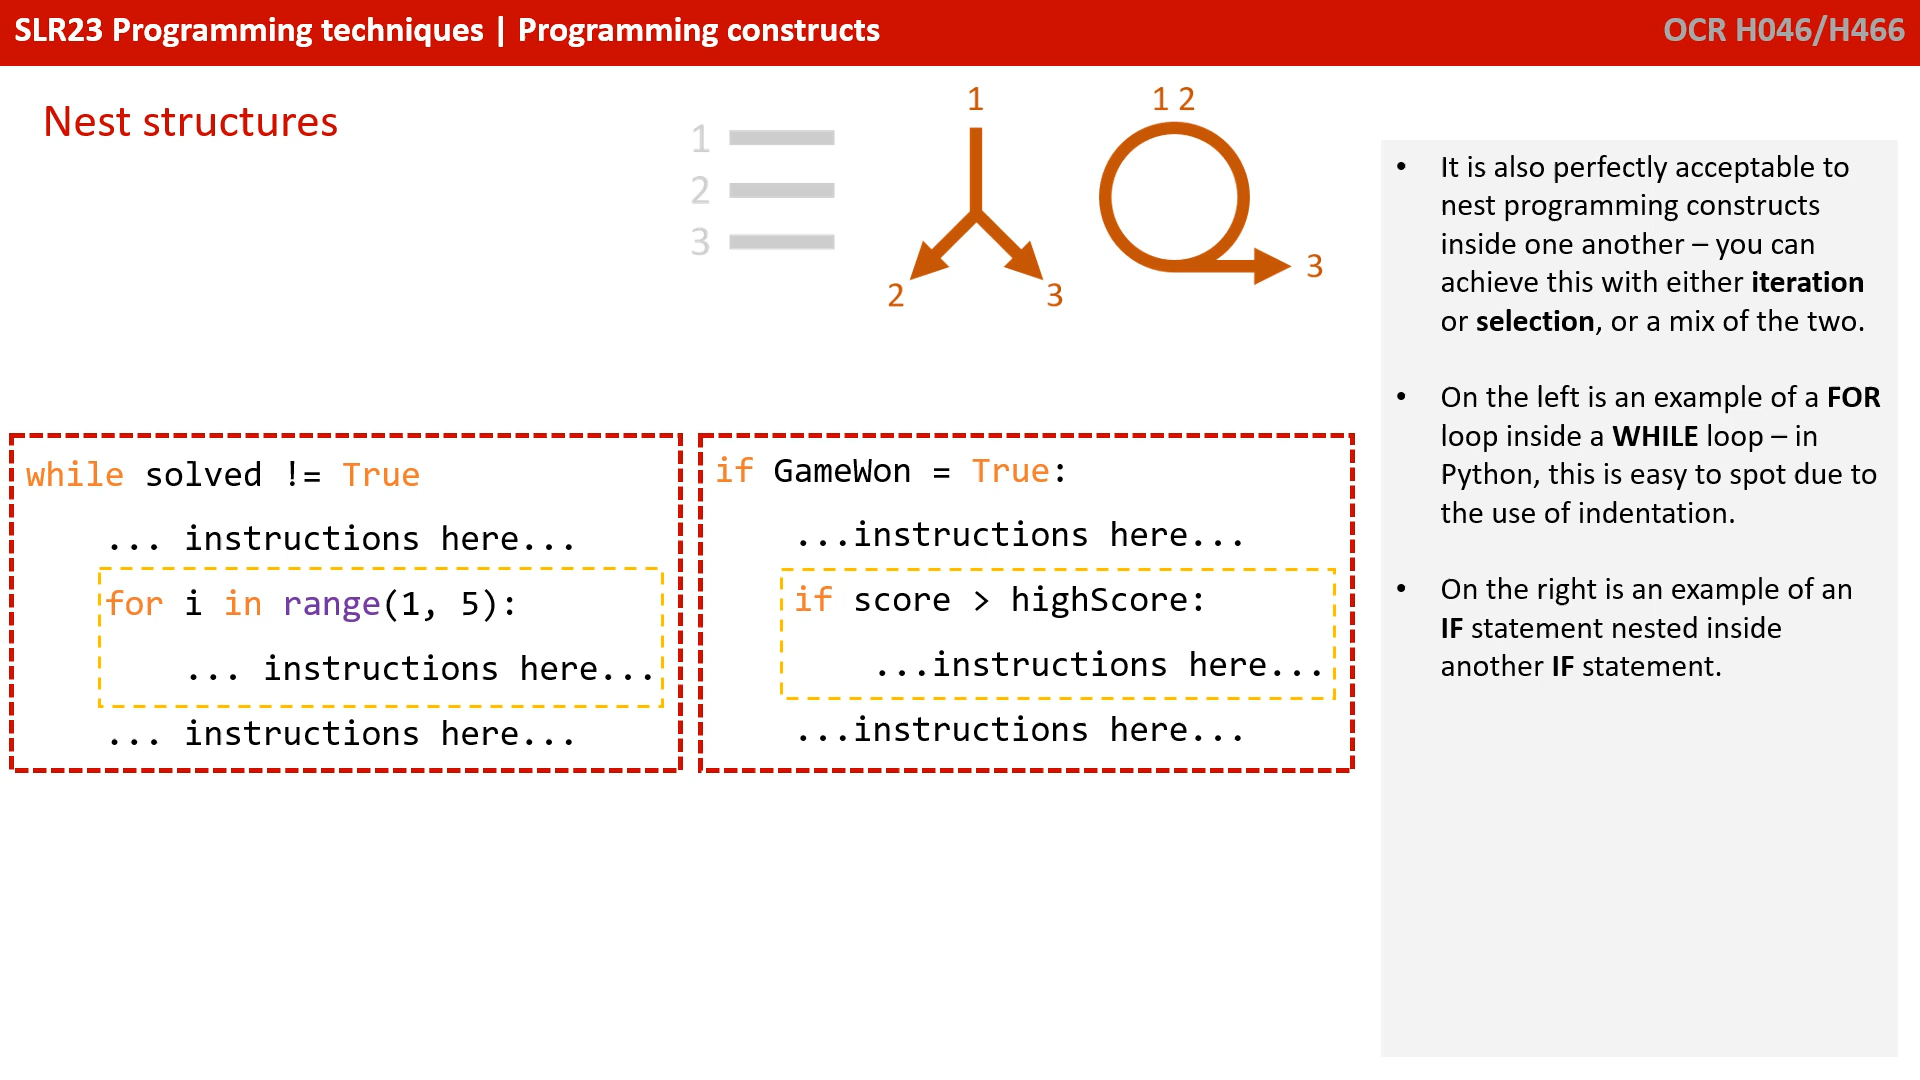 SLR23 Programming techniques | Programming constructs
OCR H046/H466
Nest structures
1
2
3
1
2
3
1 2
3
while solved != True
... instructions here...
for i in range(1, 5):
... instructions here...
... instructions here...
if GameWon = True:
...instructions here...
if score > highScore:
...instructions here...
...instructions here...
• It is also perfectly acceptable to
nest programming constructs
inside one another – you can
achieve this with either iteration
or selection, or a mix of the two.
• On the left is an example of a FOR
loop inside a WHILE loop – in
Python, this is easy to spot due to
the use of indentation.
• On the right is an example of an
IF statement nested inside
another IF statement.